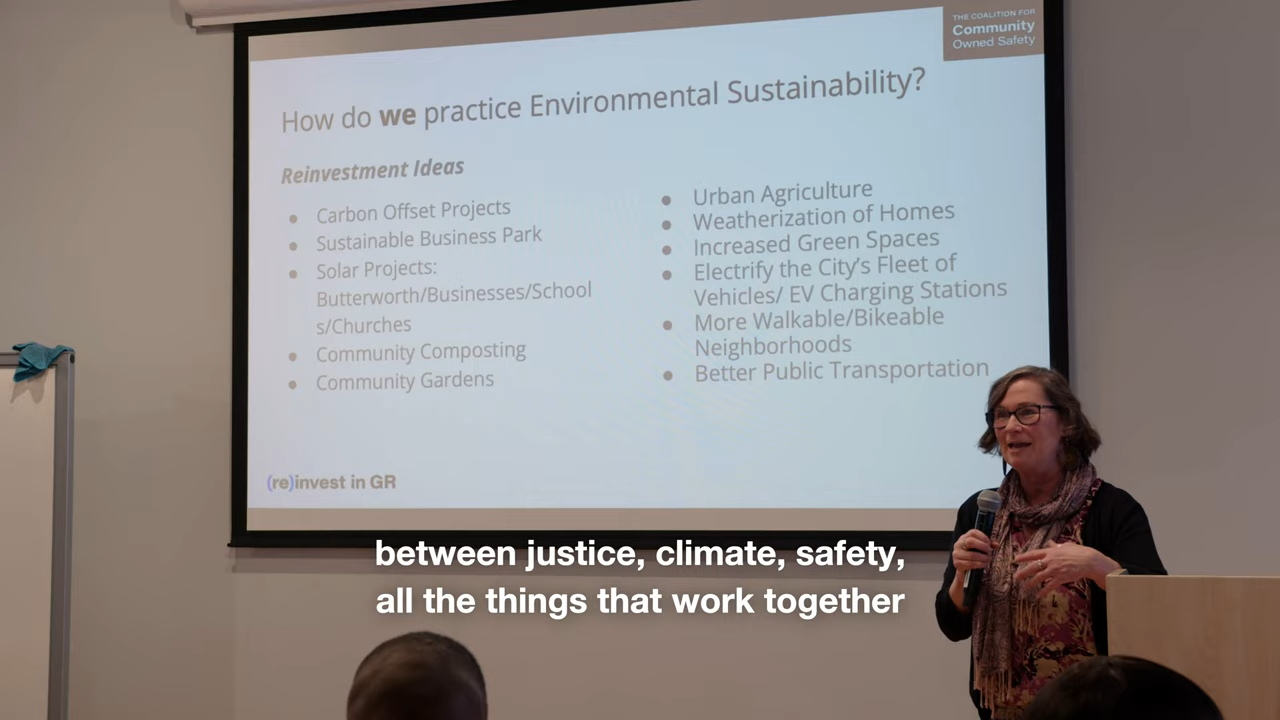 THE COALITION FOR
Community
Owned Safety
How do we practice Environmental Sustainability?
Reinvestment Ideas
● Carbon Offset Projects
● Sustainable Business Park
● Solar Projects:
Butterworth/Businesses/School
s/Churches
● Community Composting
● Community Gardens
● Urban Agriculture
● Weatherization of Homes
● Increased Green Spaces
● Electrify the City's Fleet of
Vehicles/ EV Charging Stations
● More Walkable/Bikeable
Neighborhoods
● Better Public Transportation
(re)invest in GR
between justice, climate, safety,
all the things that work together